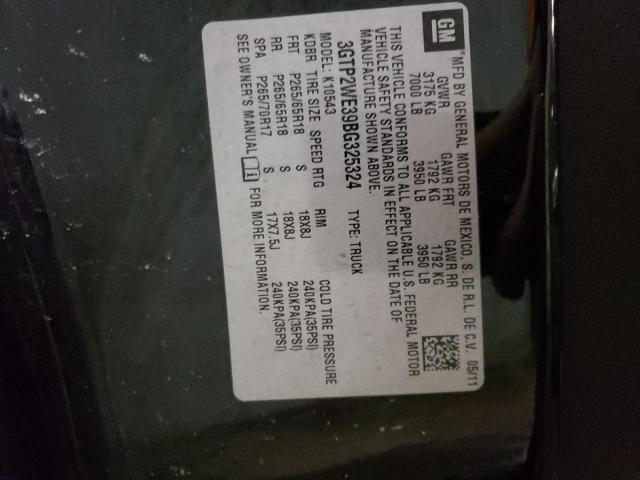 GM
®MFD BY GENERAL MOTORS DE MEXICO, S. DE R.L. DE C.V. 05/11
GVWR GAWR FRT GAWR RR
3175 KG 1792 KG 1792 KG
7000 LB 3950 LB 3950 LB
THIS VEHICLE CONFORMS TO ALL APPLICABLE U.S. FEDERAL MOTOR
VEHICLE SAFETY STANDARDS IN EFFECT ON THE DATE OF
MANUFACTURE SHOWN ABOVE.
3GTP2WE39BG325324 TYPE: TRUCK
MODEL: K10543
KDBR TIRE SIZE SPEED RTG RIM COLD TIRE PRESSURE
FRT P265/65R18 S 18X8J 240KPA(35PSI)
RR P265/65R18 S 18X8J 240KPA(35PSI)
SPA P265/70R17 S 17X7.5J 240KPA(35PSI)
SEE OWNER'S MANUAL i FOR MORE INFORMATION.